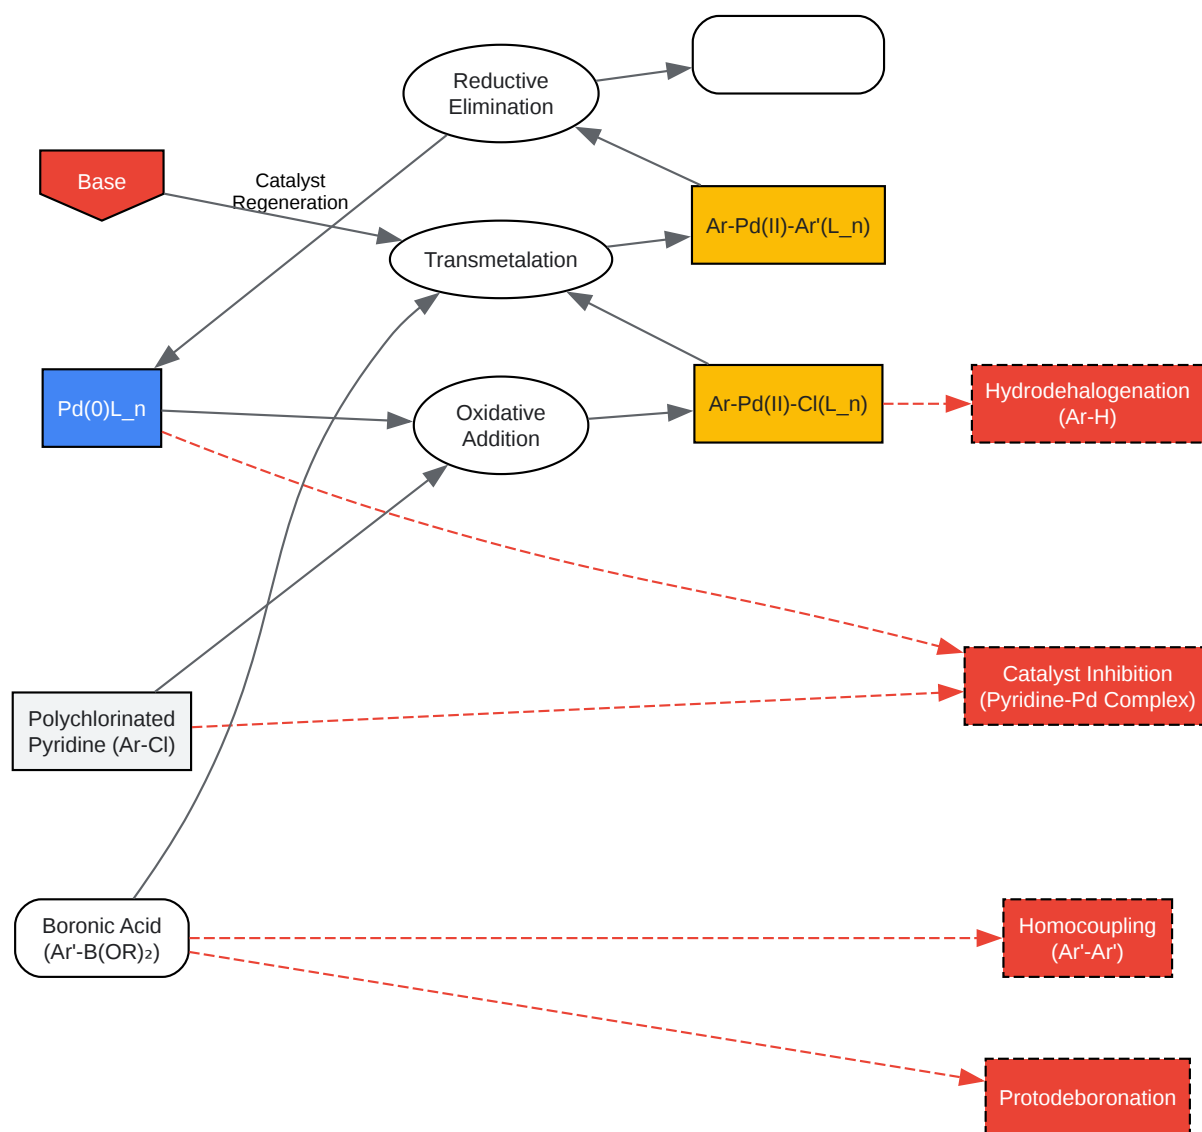 Reductive
Elimination
Base
Catalyst
Regeneration
Ar-Pd(II)-Ar'(L_n)
Transmetalation
Pd(0)L_n
Oxidative
Addition
Ar-Pd(II)-Cl(L_n)
Hydrodehalogenation
(Ar-H)
Catalyst Inhibition
(Pyridine-Pd Complex)
Polychlorinated
Pyridine (Ar-Cl)
Boronic Acid
(Ar'-B(OR)₂)
Homocoupling
(Ar'-Ar')
Protodeboronation